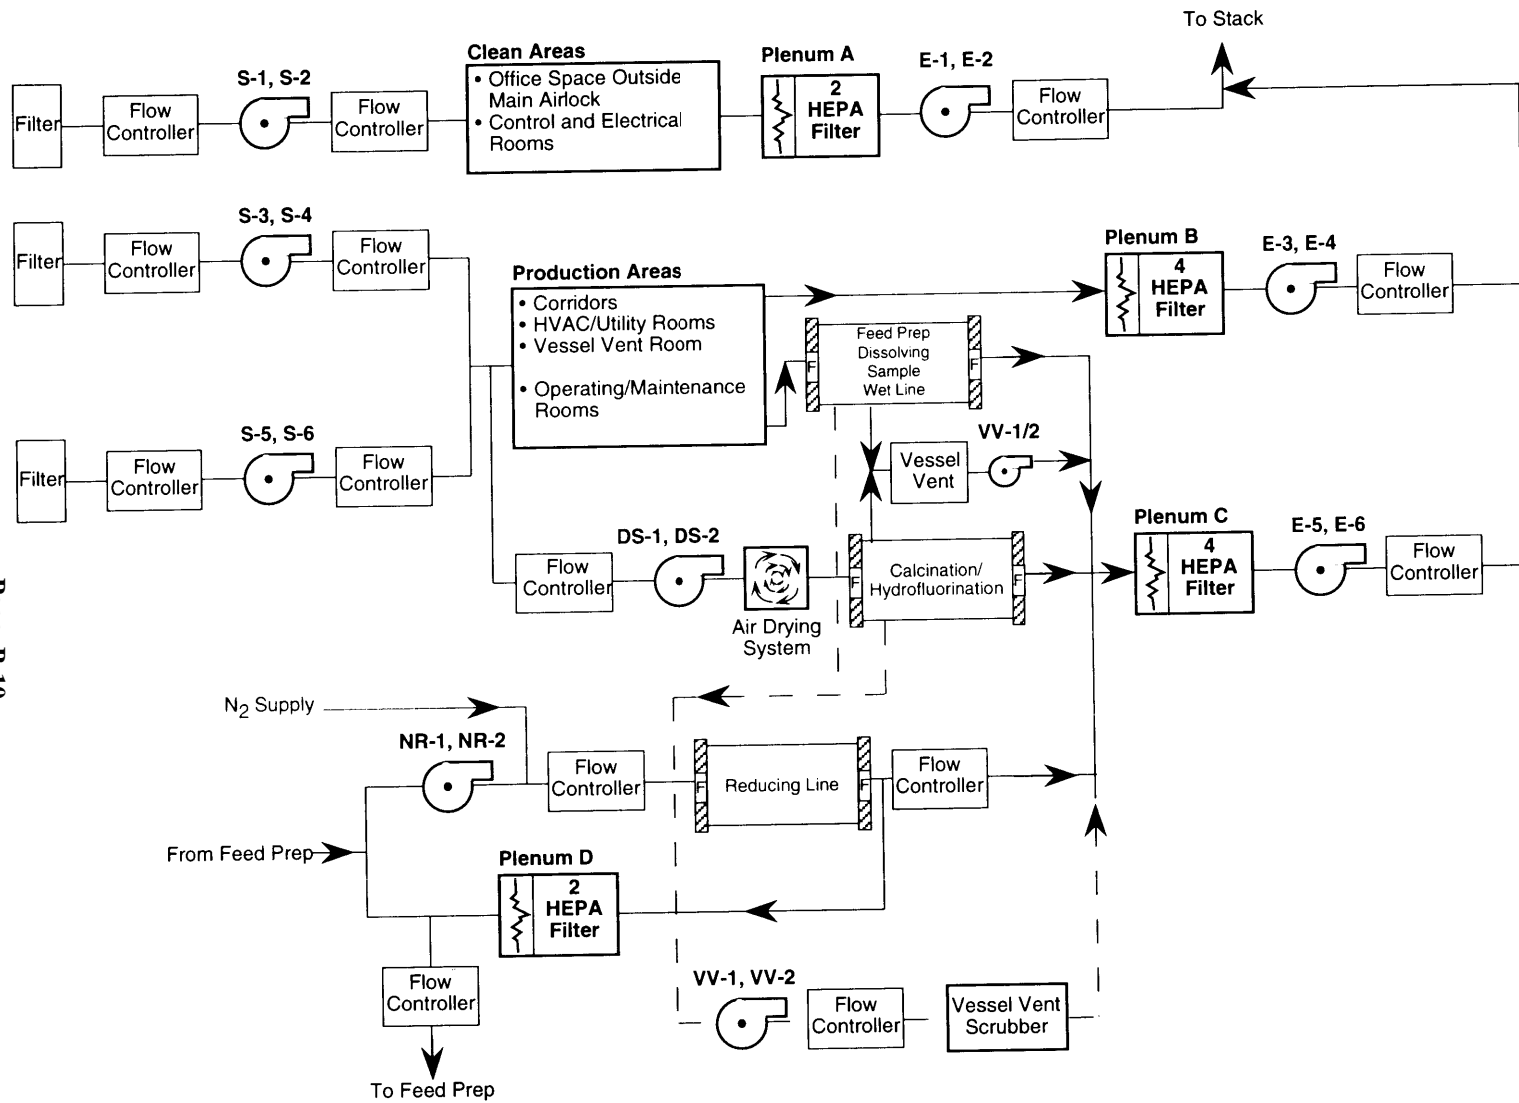 To Stack
Clean Areas
Plenum A
E-1, E-2
S-1, S-2
• Office Space Outside
Main Airlock
• Control and Electrical
Rooms
2
HEPA
Filter
Filter
Flow
Controller
Flow
Controller
Flow
Controller
S-3, S-4
Plenum B
E-3, E-4
Filter
Flow
Controller
Flow
Controller
Production Areas
• Corridors
• HVAC/Utility Rooms
• Vessel Vent Room
• Operating/Maintenance
Rooms
4
HEPA
Filter
Flow
Controller
F
Feed Prep
Dissolving
Sample
Wet Line
F
S-5, S-6
VV-1/2
Filter
Flow
Controller
Flow
Controller
Vessel
Vent
Plenum C
E-5, E-6
DS-1, DS-2
Flow
Controller
Air Drying
System
F
Calcination/
Hydrofluorination
F
4
HEPA
Filter
Flow
Controller
N2 Supply
NR-1, NR-2
Flow
Controller
F
Reducing Line
F
Flow
Controller
From Feed Prep
Plenum D
2
HEPA
Filter
Flow
Controller
VV-1, VV-2
Flow
Controller
Vessel Vent
Scrubber
To Feed Prep